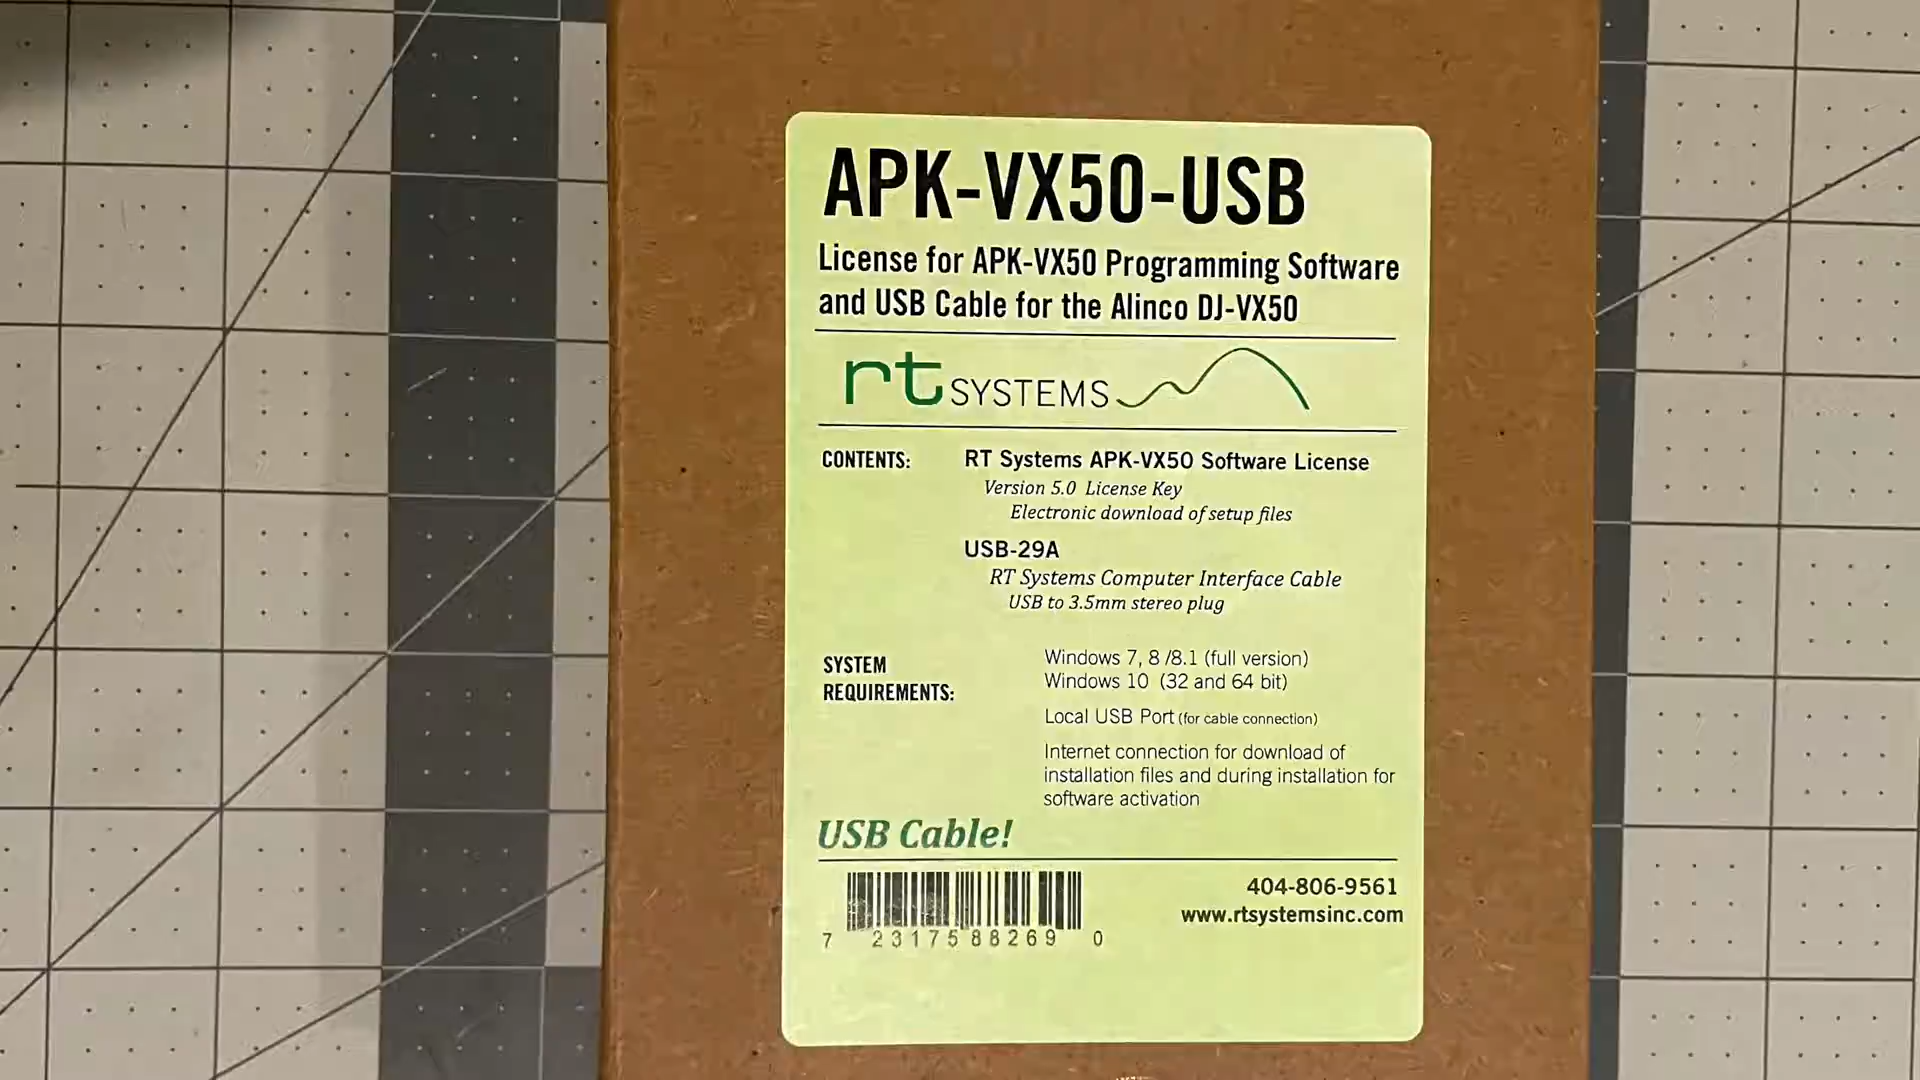 APK-VX50-USB
License for APK-VX50 Programming Software
and USB Cable for the Alinco DJ-VX50
rt SYSTEMS
CONTENTS: RT Systems APK-VX50 Software License
Version 5.0 License Key
Electronic download of setup files
USB-29A
RT Systems Computer Interface Cable
USB to 3.5mm stereo plug
SYSTEM
REQUIREMENTS:
Windows 7, 8 /8.1 (full version)
Windows 10 (32 and 64 bit)
Local USB Port (for cable connection)
Internet connection for download of
installation files and during installation for
software activation
USB Cable!
404-806-9561
www.rtsystemsinc.com
7 23175 88269 0